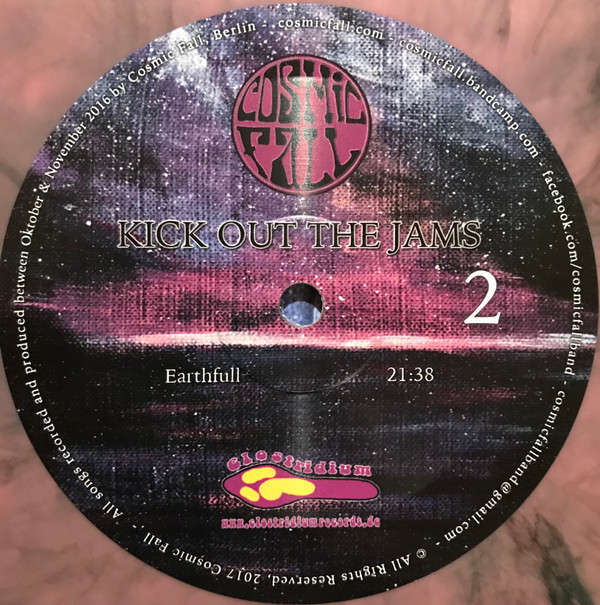 COSMIC
FALL
KICK OUT THE JAMS
2
Earthfull 21:38
Clostridium
www.clostridiumrecords.de
- All songs recorded and produced between Oktober & November 2016 by Cosmic Fall, Berlin - cosmicfall.com - cosmicfall.bandcamp.com - facebook.com/cosmicfallband - cosmicfallband@gmail.com - © All Rights Reserved, 2017 Cosmic Fall.